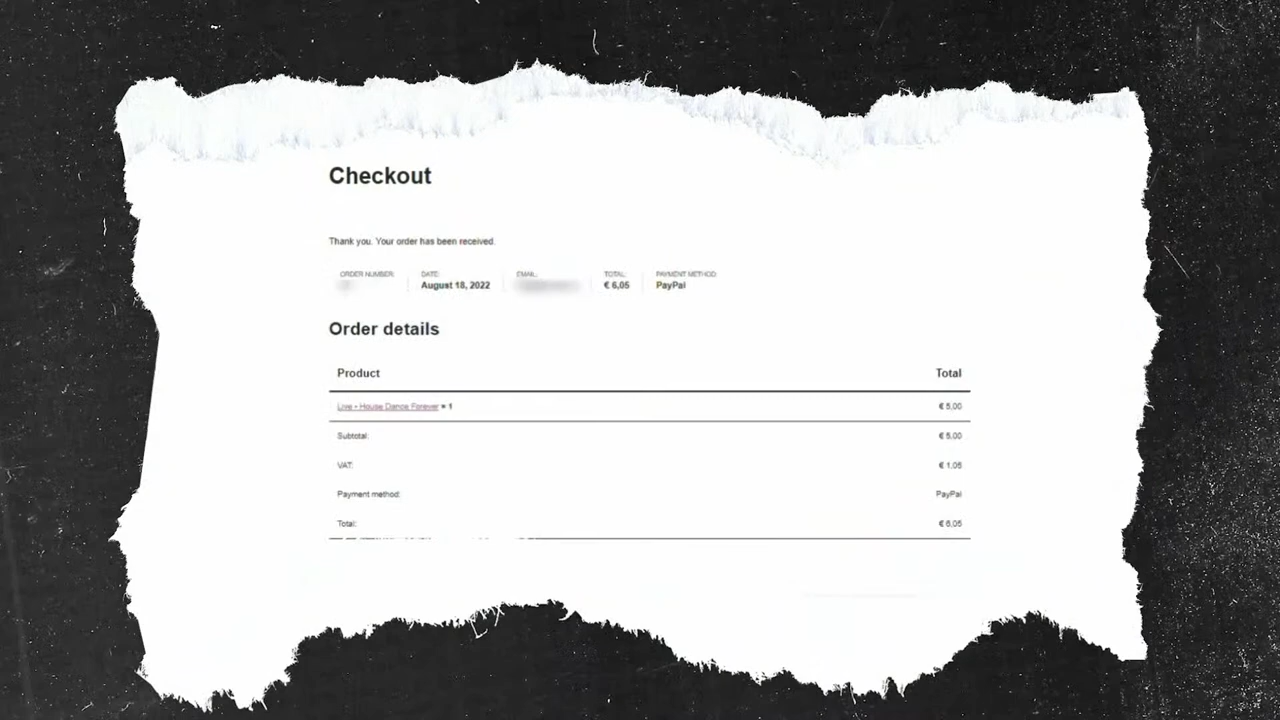 Checkout
Thank you. Your order has been received.
ORDER NUMBER: DATE: EMAIL: TOTAL: PAYMENT METHOD:
August 18, 2022 € 6,05 PayPal
Order details
Product Total
Live - House Dance Forever × 1 € 5,00
Subtotal: € 5,00
VAT: € 1,05
Payment method: PayPal
Total: € 6,05